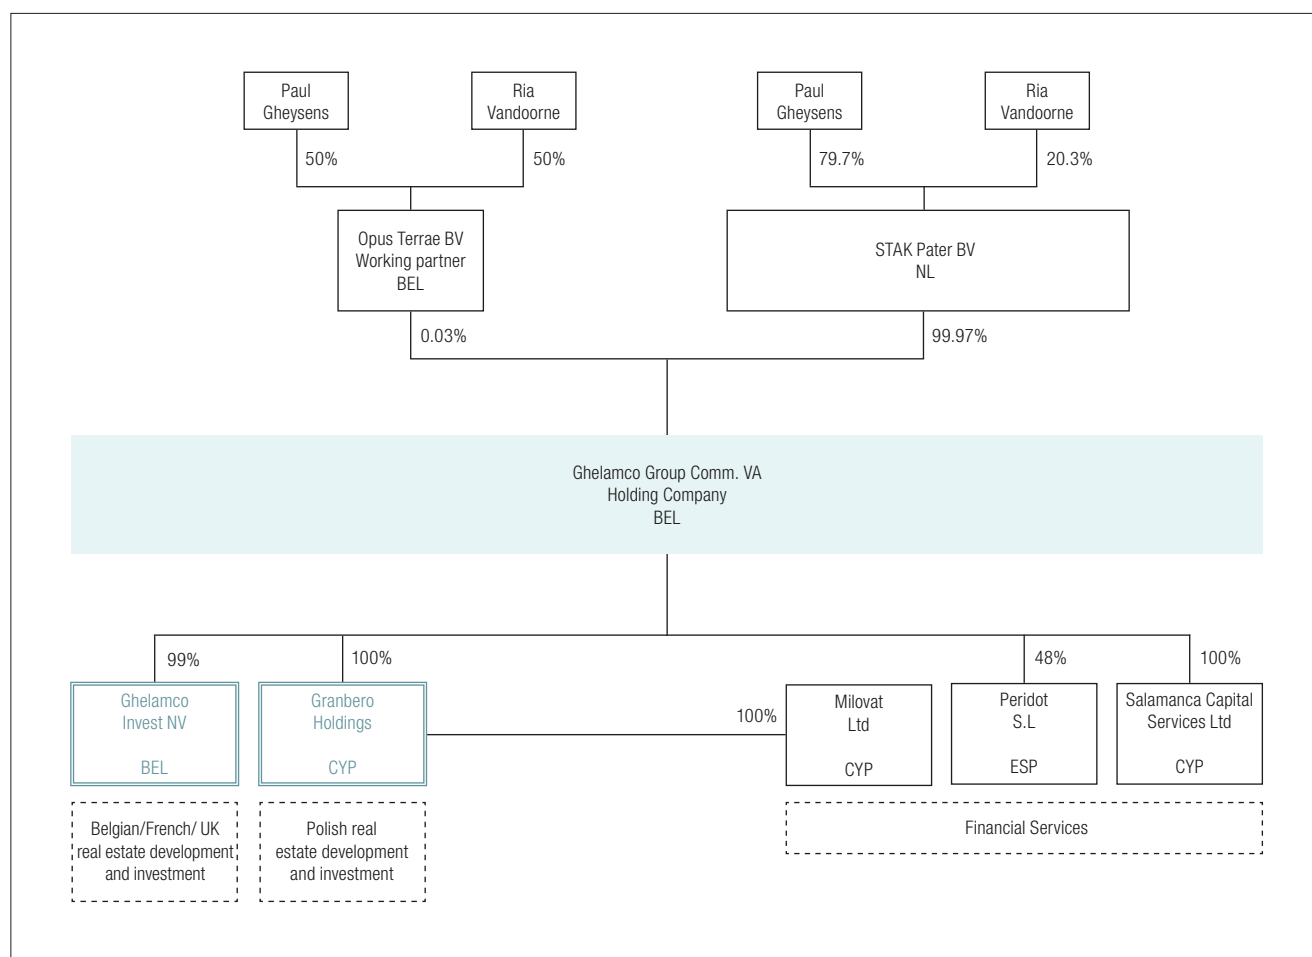 Paul
Gheysens
Ria
Vandoorne
Paul
Gheysens
Ria
Vandoorne
50%
50%
79.7%
20.3%
Opus Terrae BV
Working partner
BEL
STAK Pater BV
NL
0.03%
99.97%
Ghelamco Group Comm. VA
Holding Company
BEL
99%
100%
48%
100%
Ghelamco
Invest NV
BEL
Granbero
Holdings
CYP
100%
Milovat
Ltd
CYP
Peridot
S.L
ESP
Salamanca Capital
Services Ltd
CYP
Belgian/French/ UK
real estate development
and investment
Polish real
estate development
and investment
Financial Services